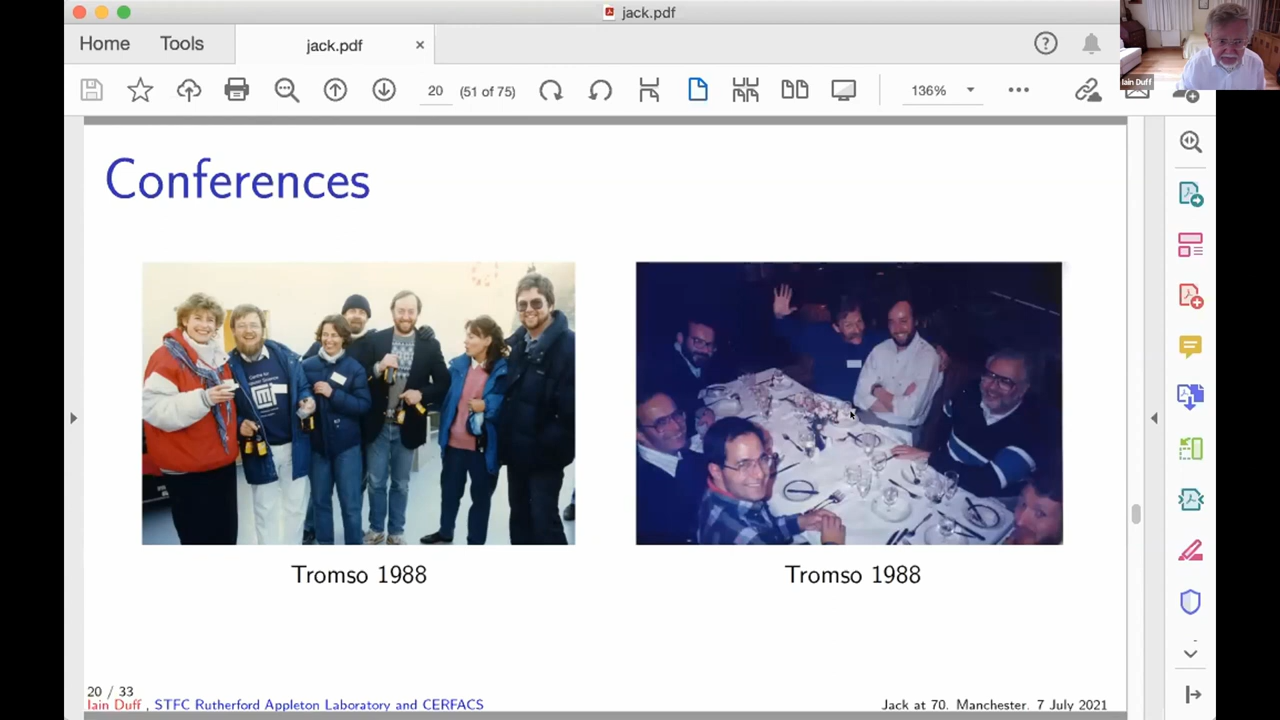 jack.pdf
Home
Tools
jack.pdf
20
(51 of 75)
136%
Iain Duff
Conferences
Tromso 1988
Tromso 1988
20 / 33
Iain Duff , STFC Rutherford Appleton Laboratory and CERFACS
Jack at 70. Manchester. 7 July 2021